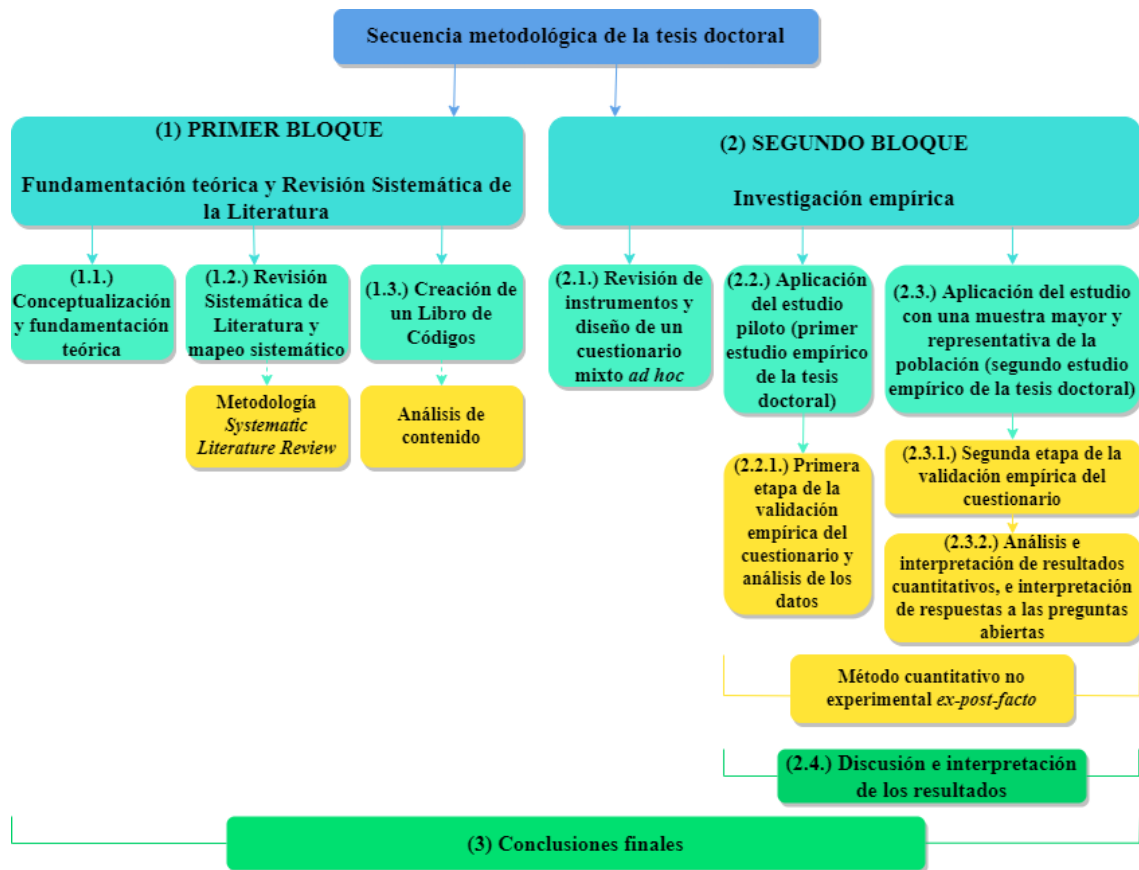 Secuencia metodológica de la tesis doctoral
(1) PRIMER BLOQUE
Fundamentación teórica y Revisión Sistemática de
la Literatura
(2) SEGUNDO BLOQUE
Investigación empírica
(1.1.)
Conceptualización
y fundamentación
teórica
(1.2.) Revisión
Sistemática de
Literatura y
mapeo sistemático
(1.3.) Creación de
un Libro de
Códigos
(2.1.) Revisión de
instrumentos y
diseño de un
cuestionario
mixto ad hoc
(2.2.) Aplicación
del estudio
piloto (primer
estudio empírico
de la tesis
doctoral)
(2.3.) Aplicación del estudio
con una muestra mayor y
representativa de la
población (segundo estudio
empírico de la tesis doctoral)
Metodología
Systematic
Literature Review
Análisis de
contenido
(2.2.1.) Primera
etapa de la
validación
empírica del
cuestionario y
análisis de los
datos
(2.3.1.) Segunda etapa de la
validación empírica del
cuestionario
(2.3.2.) Análisis e
interpretación de resultados
cuantitativos, e interpretación
de respuestas a las preguntas
abiertas
Método cuantitativo no
experimental ex-post-facto
(2.4.) Discusión e interpretación
de los resultados
(3) Conclusiones finales